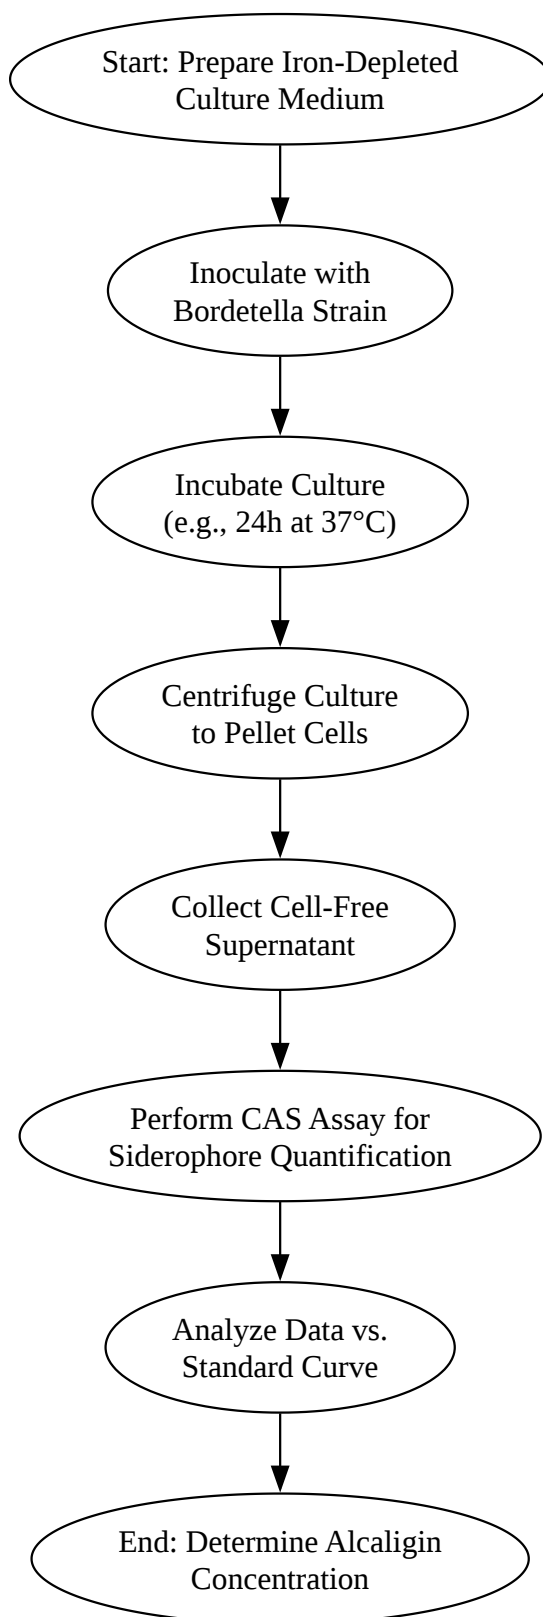 Start: Prepare Iron-Depleted
Culture Medium
Inoculate with
Bordetella Strain
Incubate Culture
(e.g., 24h at 37°C)
Centrifuge Culture
to Pellet Cells
Collect Cell-Free
Supernatant
Perform CAS Assay for
Siderophore Quantification
Analyze Data vs.
Standard Curve
End: Determine Alcaligin
Concentration